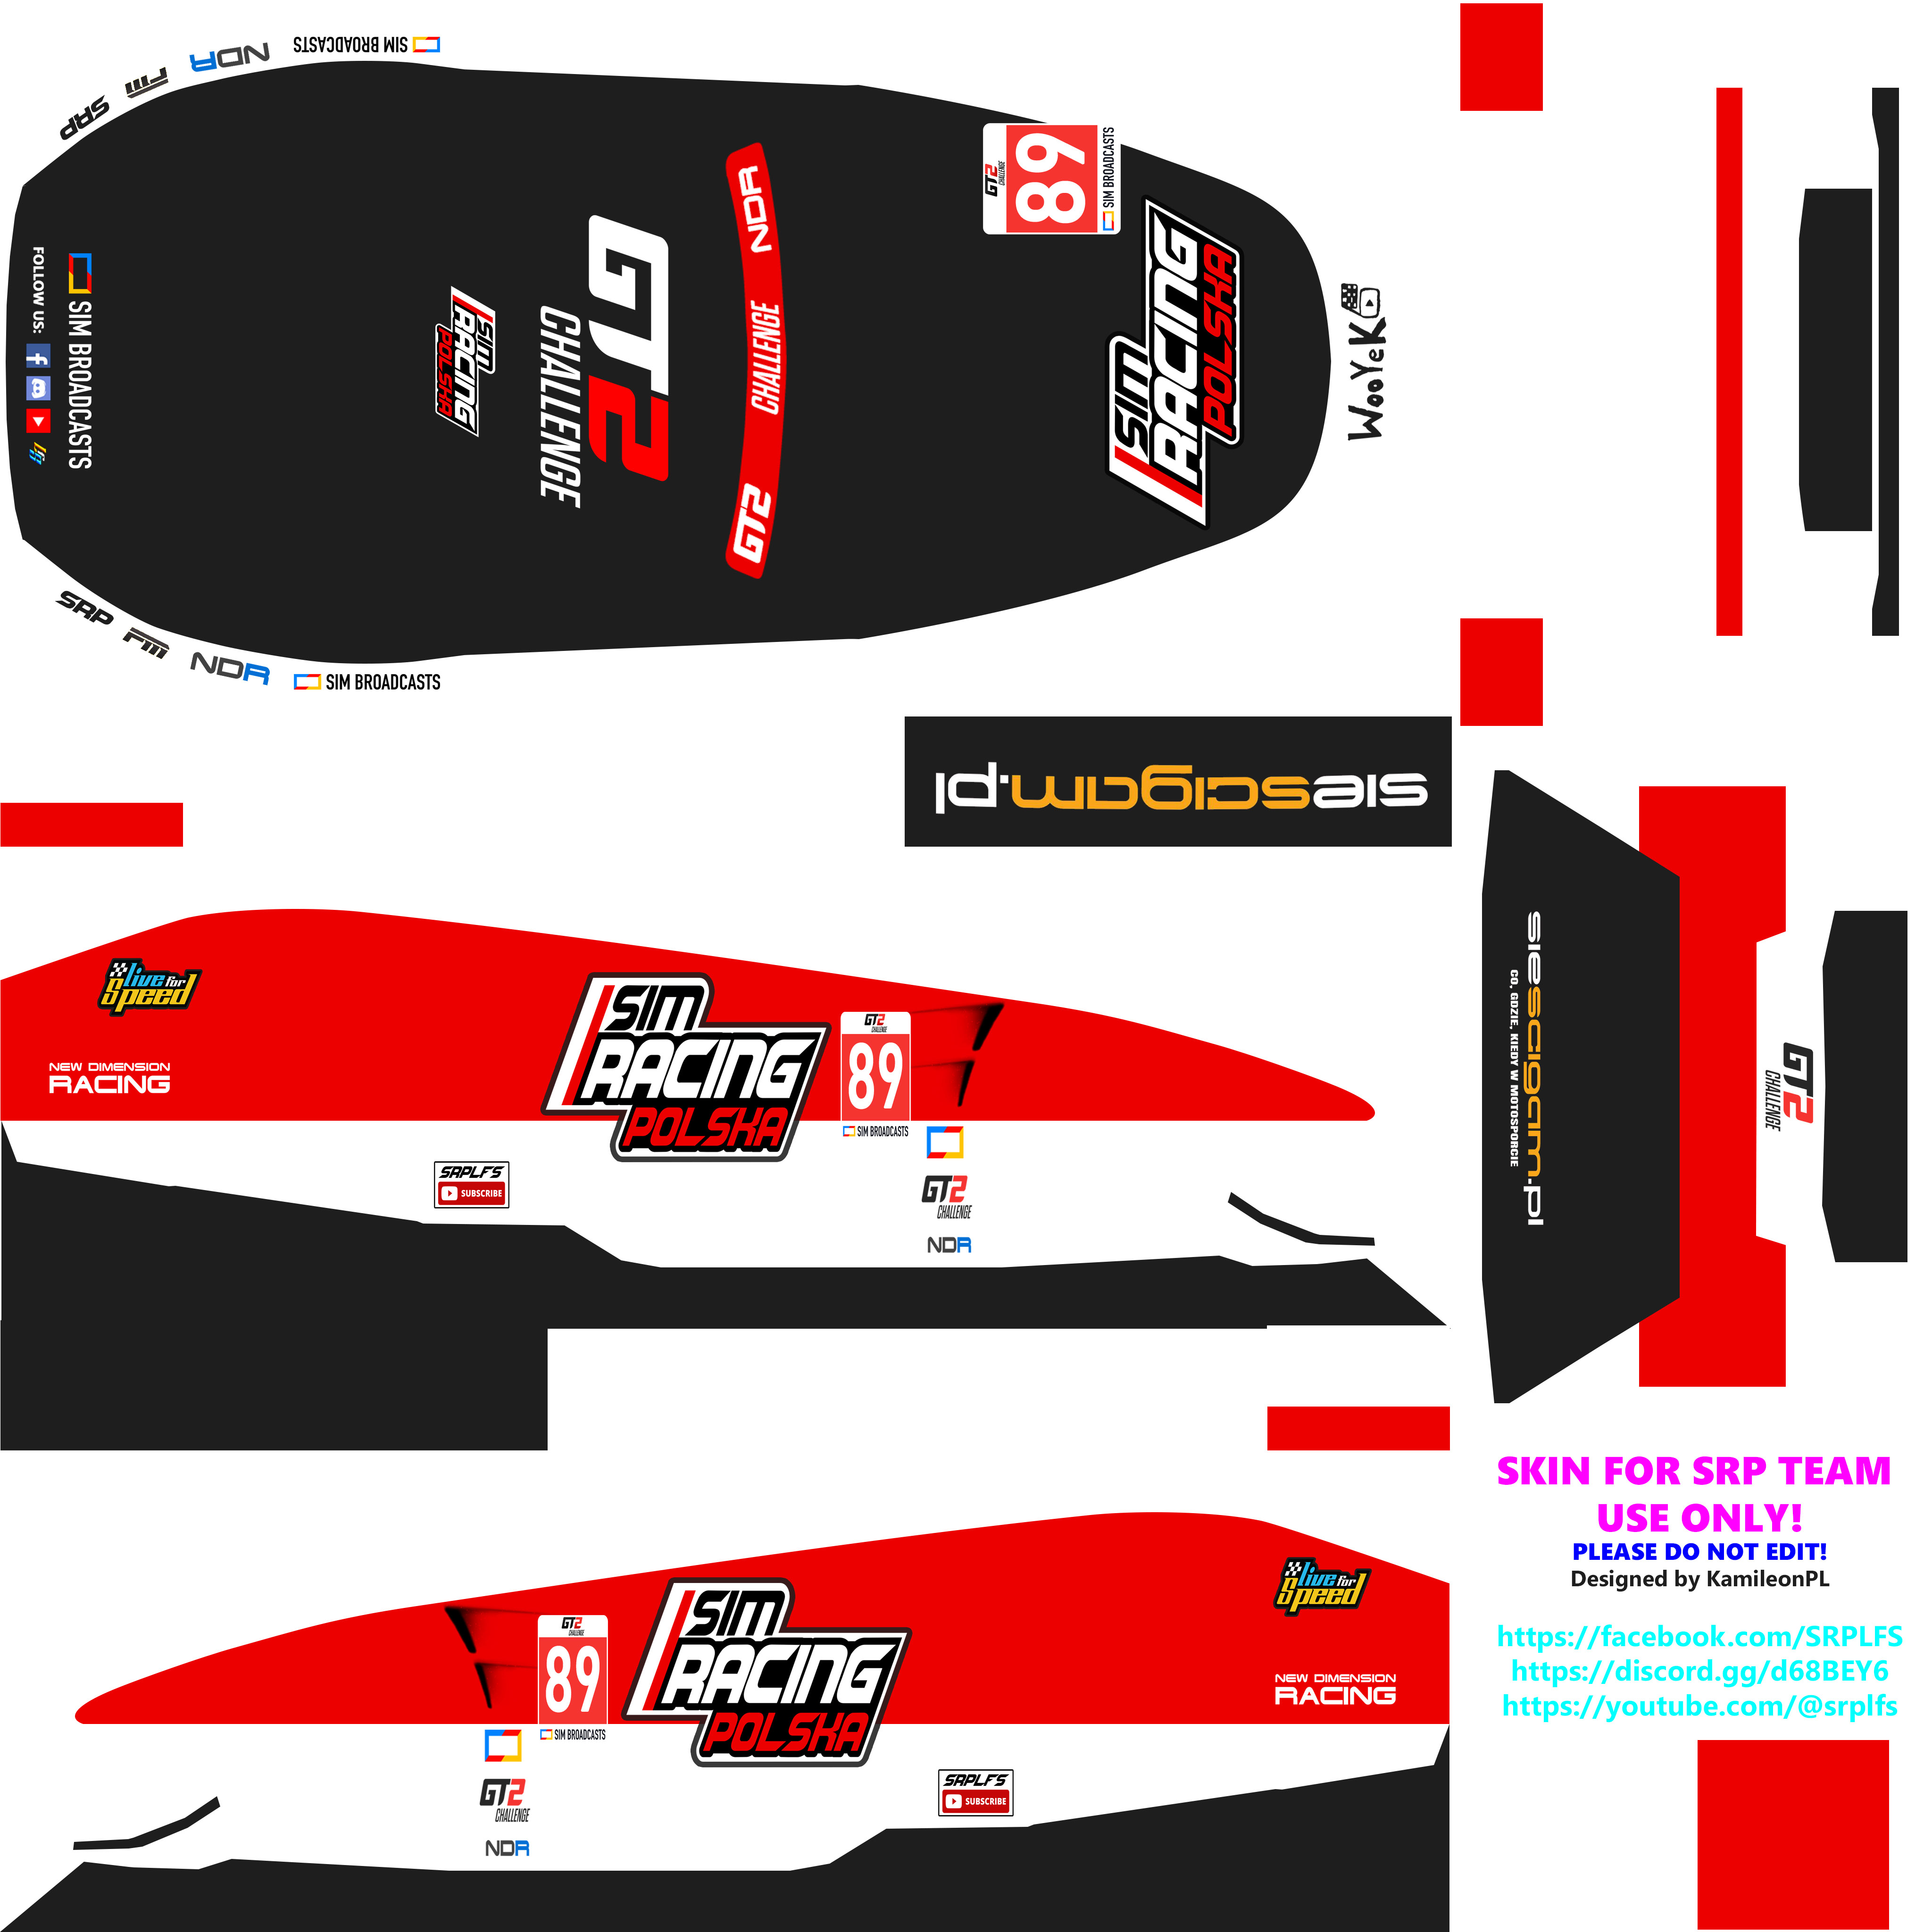 SIM BROADCASTS
NDR
rm
SRP
FOLLOW US:
SIM BROADCASTS
SIM
RACING
POLSKA
GT2
CHALLENGE
NDR
CHALLENGE
GT2
GT2
CHALLENGE
89
SIM BROADCASTS
SIM
RACING
POLSKA
WooYeK
SRP
rm
NDR
SIM BROADCASTS
siescigam.pl
live for
Speed
NEW DIMENSION
RACING
SIM
RACING
POLSKA
GT2
CHALLENGE
89
SIM BROADCASTS
SRPLFS
SUBSCRIBE
GT2
CHALLENGE
NDR
siescigam.pl
CO, GDZIE, KIEDY W MOTOSPORCIE
GT2
CHALLENGE
SKIN FOR SRP TEAM
USE ONLY!
PLEASE DO NOT EDIT!
Designed by KamileonPL
https://facebook.com/SRPLFS
https://discord.gg/d68BEY6
https://youtube.com/@srplfs
GT2
CHALLENGE
89
SIM BROADCASTS
SIM
RACING
POLSKA
live for
Speed
NEW DIMENSION
RACING
GT2
CHALLENGE
NDR
SRPLFS
SUBSCRIBE